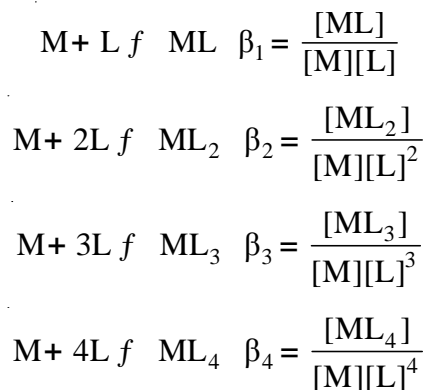 M+ L ƒ ML β₁ = [ML] / [M][L]
M+ 2L ƒ ML₂ β₂ = [ML₂] / [M][L]²
M+ 3L ƒ ML₃ β₃ = [ML₃] / [M][L]³
M+ 4L ƒ ML₄ β₄ = [ML₄] / [M][L]⁴